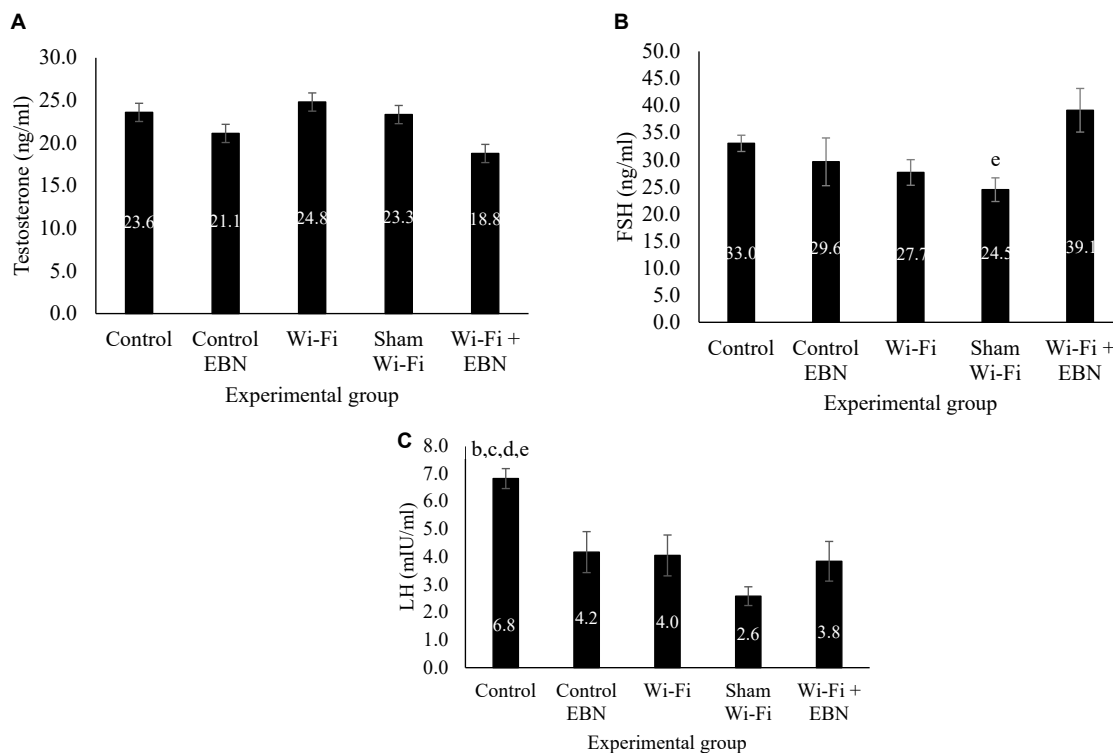 A
30.0
25.0
20.0
15.0
10.0
5.0
0.0
Testosterone (ng/ml)
23.6
21.1
24.8
23.3
18.8
Control
Control
EBN
Wi-Fi
Sham
Wi-Fi
Wi-Fi +
EBN
Experimental group
B
50.0
45.0
40.0
35.0
30.0
25.0
20.0
15.0
10.0
5.0
0.0
FSH (ng/ml)
e
33.0
29.6
27.7
24.5
39.1
Control
Control
EBN
Wi-Fi
Sham
Wi-Fi
Wi-Fi +
EBN
Experimental group
C
8.0
7.0
6.0
5.0
4.0
3.0
2.0
1.0
0.0
LH (mIU/ml)
b,c,d,e
6.8
4.2
4.0
2.6
3.8
Control
Control
EBN
Wi-Fi
Sham
Wi-Fi
Wi-Fi +
EBN
Experimental group